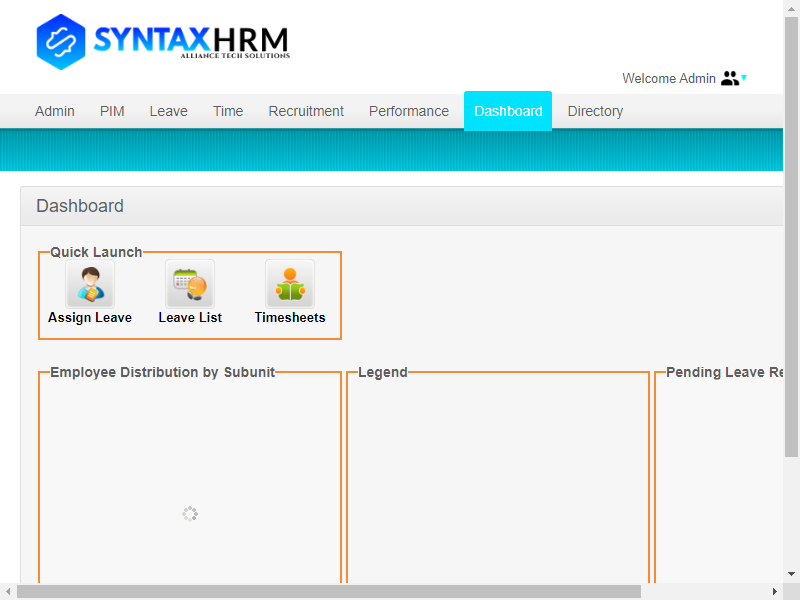 SYNTAXHRM
ALLIANCE TECH SOLUTIONS
Welcome Admin
Admin PIM Leave Time Recruitment Performance Dashboard Directory
Dashboard
Quick Launch
Assign Leave Leave List Timesheets
Employee Distribution by Subunit Legend Pending Leave Re